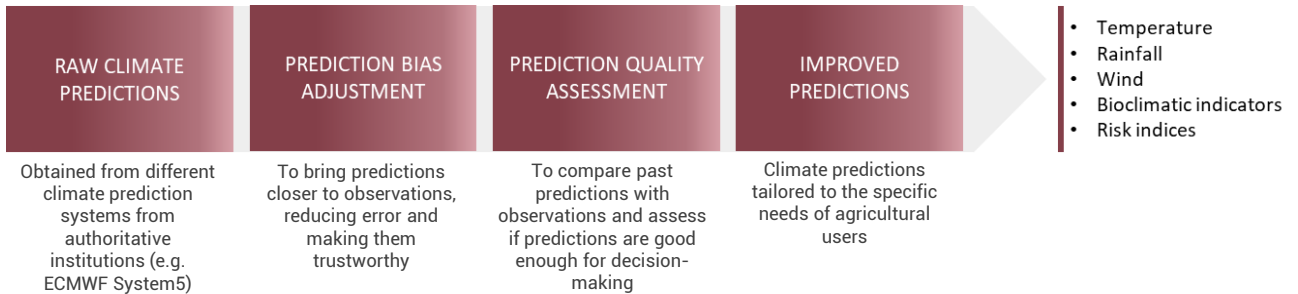 RAW CLIMATE
PREDICTIONS
Obtained from different
climate prediction
systems from
authoritative
institutions (e.g.
ECMWF System5)
PREDICTION BIAS
ADJUSTMENT
To bring predictions
closer to observations,
reducing error and
making them
trustworthy
PREDICTION QUALITY
ASSESSMENT
To compare past
predictions with
observations and assess
if predictions are good
enough for decision-
making
IMPROVED
PREDICTIONS
Climate predictions
tailored to the specific
needs of agricultural
users
• Temperature
• Rainfall
• Wind
• Bioclimatic indicators
• Risk indices